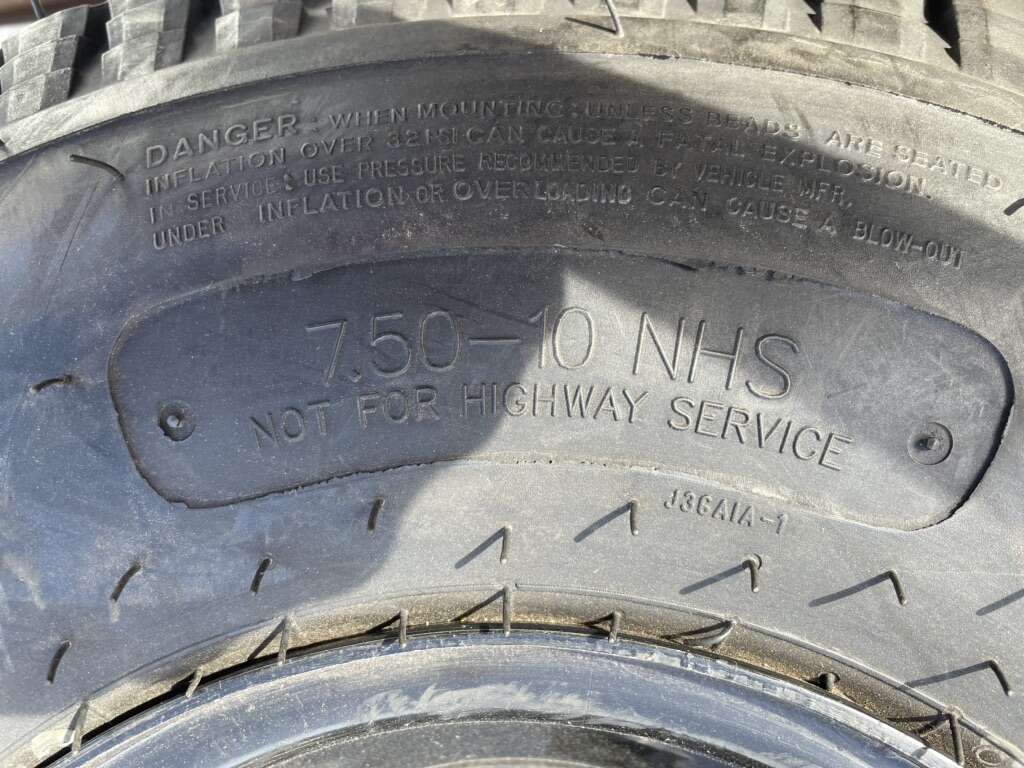 DANGER - WHEN MOUNTING: UNLESS BEADS ARE SEATED
INFLATION OVER 32 PSI CAN CAUSE A FATAL EXPLOSION.
IN SERVICE: USE PRESSURE RECOMMENDED BY VEHICLE MFR.
UNDER INFLATION OR OVERLOADING CAN CAUSE A BLOW-OUT
7.50-10 NHS
NOT FOR HIGHWAY SERVICE
J36A1A-1